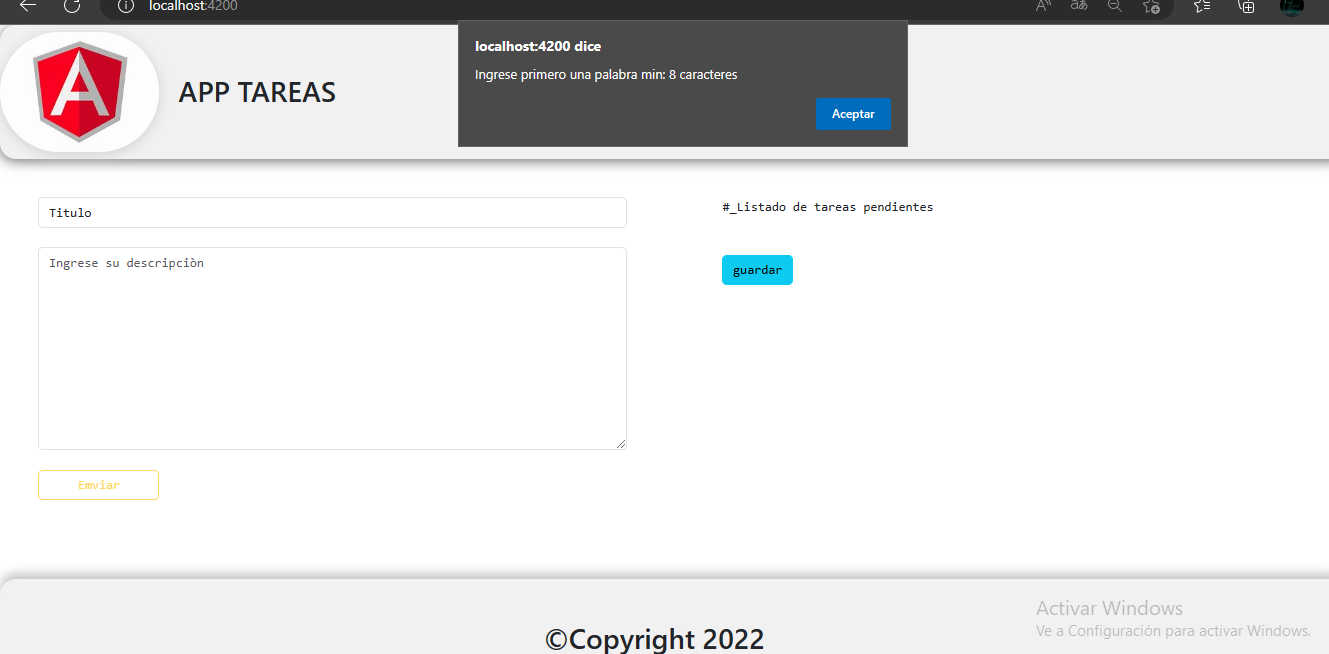 localhost:4200
localhost:4200 dice
Ingrese primero una palabra min: 8 caracteres
Aceptar
APP TAREAS
Titulo
#_Listado de tareas pendientes
Ingrese su descripciòn
guardar
Emviar
©Copyright 2022
Activar Windows
Ve a Configuración para activar Windows.